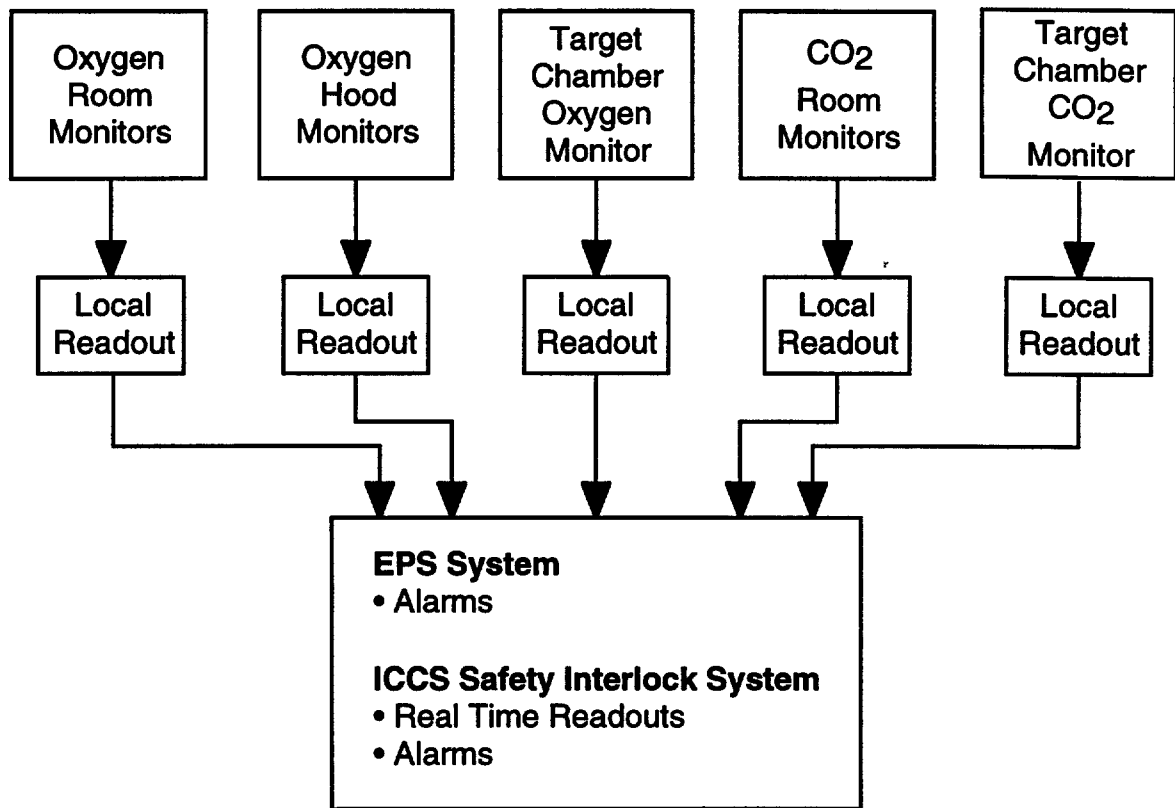 Oxygen
Room
Monitors
Oxygen
Hood
Monitors
Target
Chamber
Oxygen
Monitor
CO2
Room
Monitors
Target
Chamber
CO2
Monitor
Local
Readout
Local
Readout
Local
Readout
Local
Readout
Local
Readout
EPS System
• Alarms
ICCS Safety Interlock System
• Real Time Readouts
• Alarms